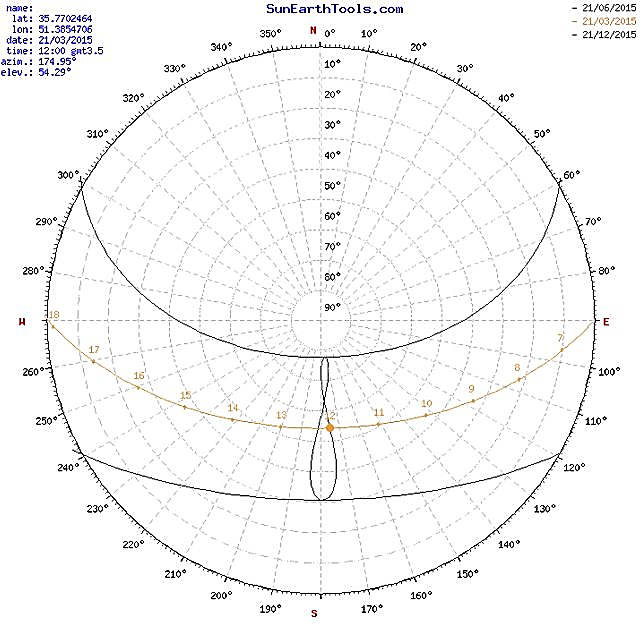 SunEarthTools.com
name:
lat: 35.7702464
lon: 51.3854706
date: 21/03/2015
time: 12:00 gmt3.5
azim.: 174.95°
elev.: 54.29°
- 21/06/2015
- 21/03/2015
- 21/12/2015
N
350° 0° 10°
340° 20°
330° 30°
320° 40°
310° 50°
300° 60°
290° 70°
280° 80°
W E
260° 100°
250° 110°
240° 120°
230° 130°
220° 140°
210° 150°
200° 160°
190° 170°
S
10°
20°
30°
40°
50°
60°
70°
80°
90°
18 17 16 15 14 13 12 11 10 9 8 7